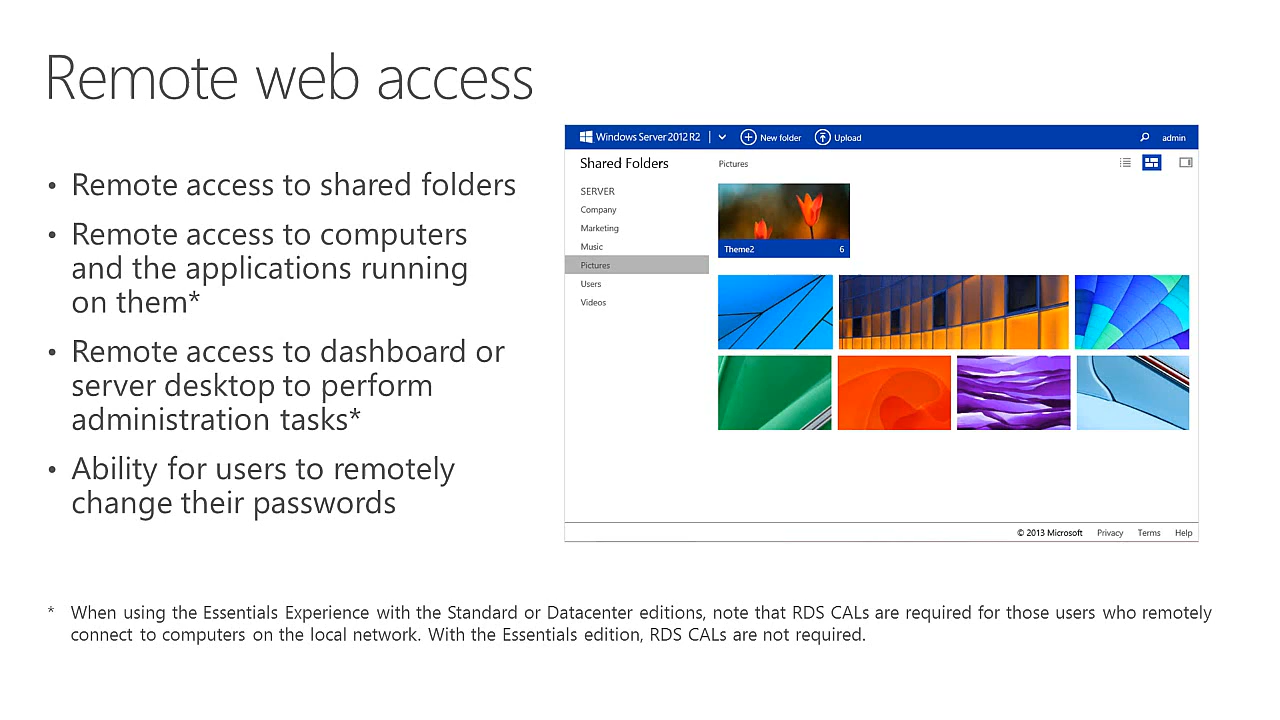 Remote web access
• Remote access to shared folders
• Remote access to computers
and the applications running
on them*
• Remote access to dashboard or
server desktop to perform
administration tasks*
• Ability for users to remotely
change their passwords
Windows Server 2012 R2 New folder Upload admin
Shared Folders
SERVER
Company
Marketing
Music
Pictures
Users
Videos
Pictures
Theme2 6
© 2013 Microsoft Privacy Terms Help
* When using the Essentials Experience with the Standard or Datacenter editions, note that RDS CALs are required for those users who remotely
connect to computers on the local network. With the Essentials edition, RDS CALs are not required.